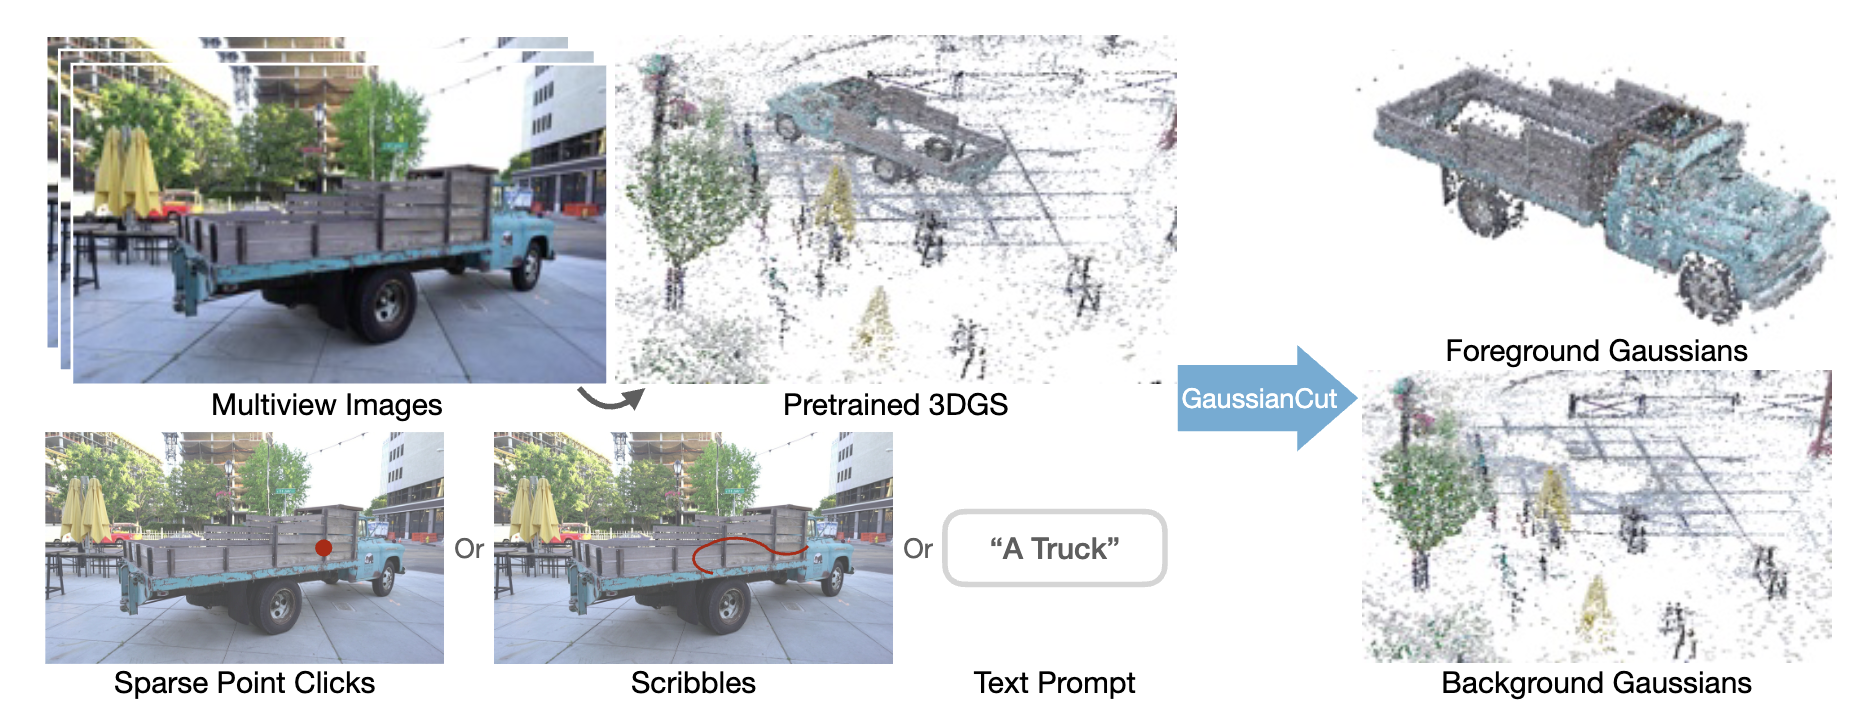 Multiview Images
Pretrained 3DGS
GaussianCut
Foreground Gaussians
Or
Or
“A Truck”
Sparse Point Clicks
Scribbles
Text Prompt
Background Gaussians